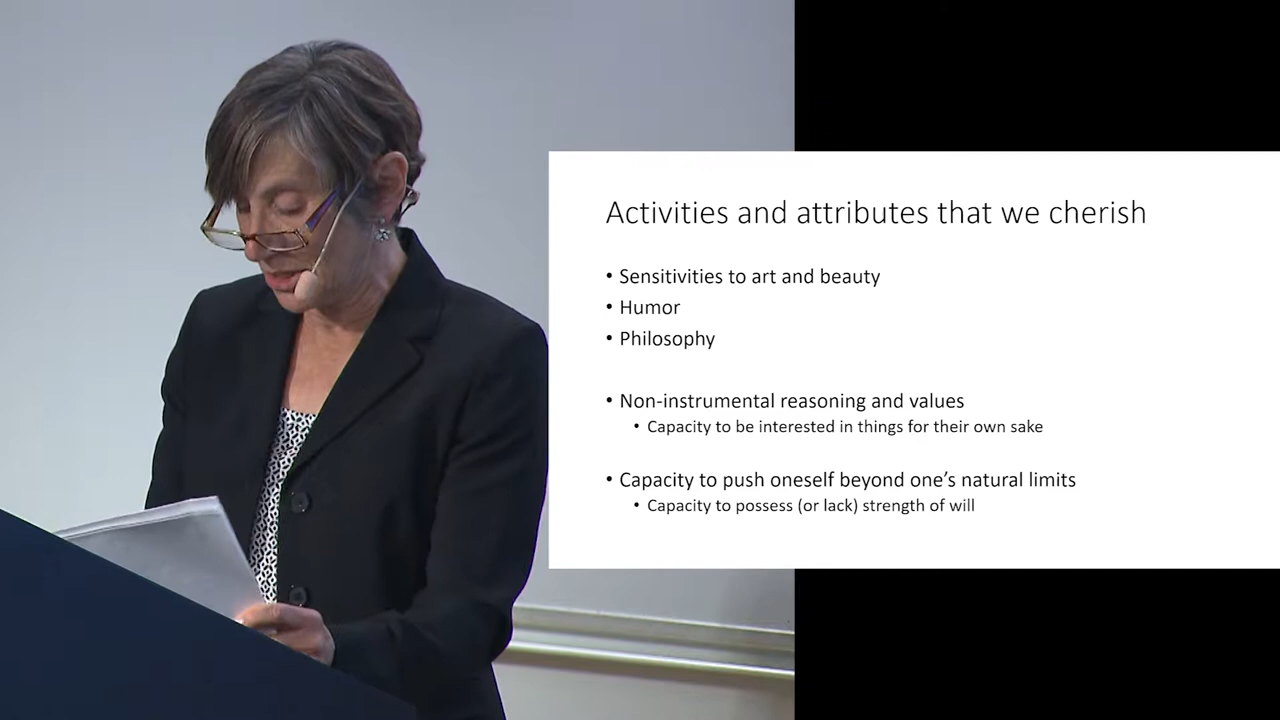 Activities and attributes that we cherish
• Sensitivities to art and beauty
• Humor
• Philosophy
• Non-instrumental reasoning and values
• Capacity to be interested in things for their own sake
• Capacity to push oneself beyond one's natural limits
• Capacity to possess (or lack) strength of will